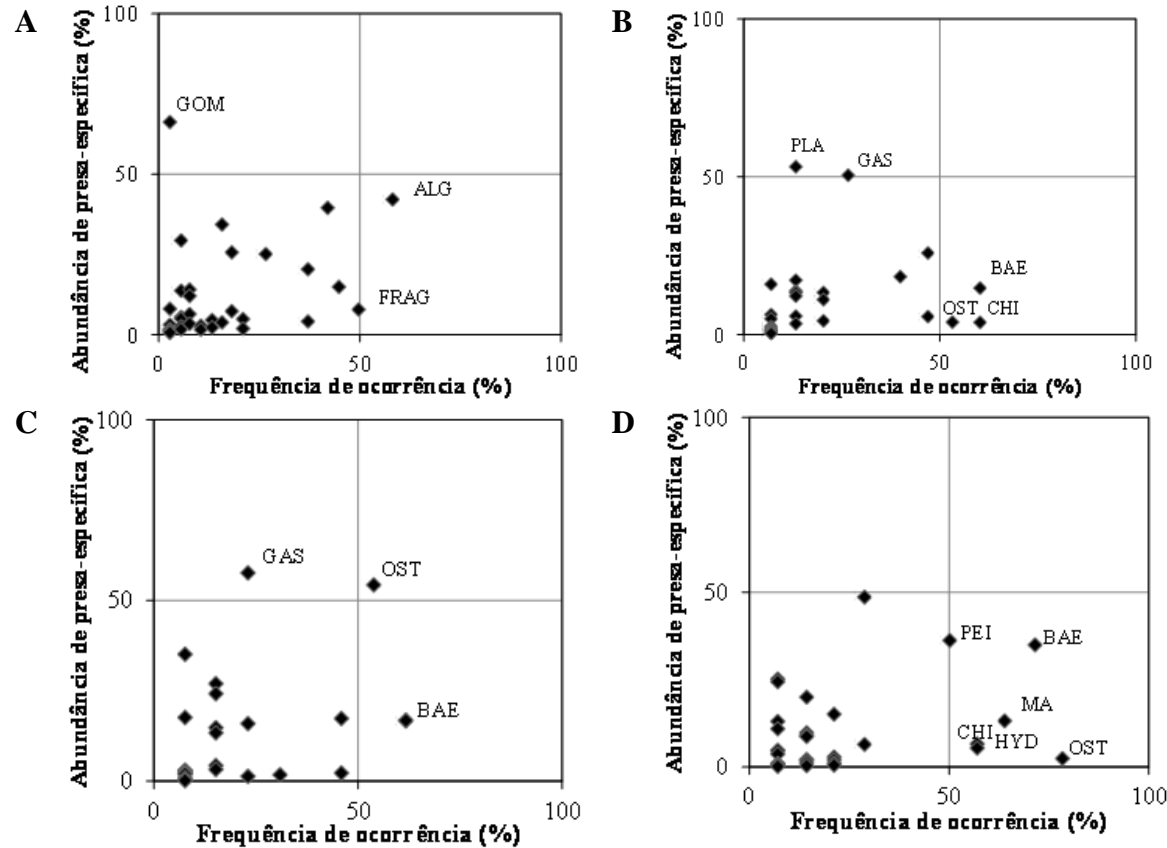 A
Abundância de presa-específica (%)
100
50
0
GOM
ALG
FRAG
0
50
100
Frequência de ocorrência (%)
B
Abundância de presa-específica (%)
100
50
0
PLA
GAS
BAE
OST CHI
0
50
100
Frequência de ocorrência (%)
C
Abundância de presa-específica (%)
100
50
0
GAS
OST
BAE
0
50
100
Frequência de ocorrência (%)
D
Abundância de presa-específica (%)
100
50
0
PEI
BAE
MA
CHI
HYD
OST
0
50
100
Frequência de ocorrência (%)